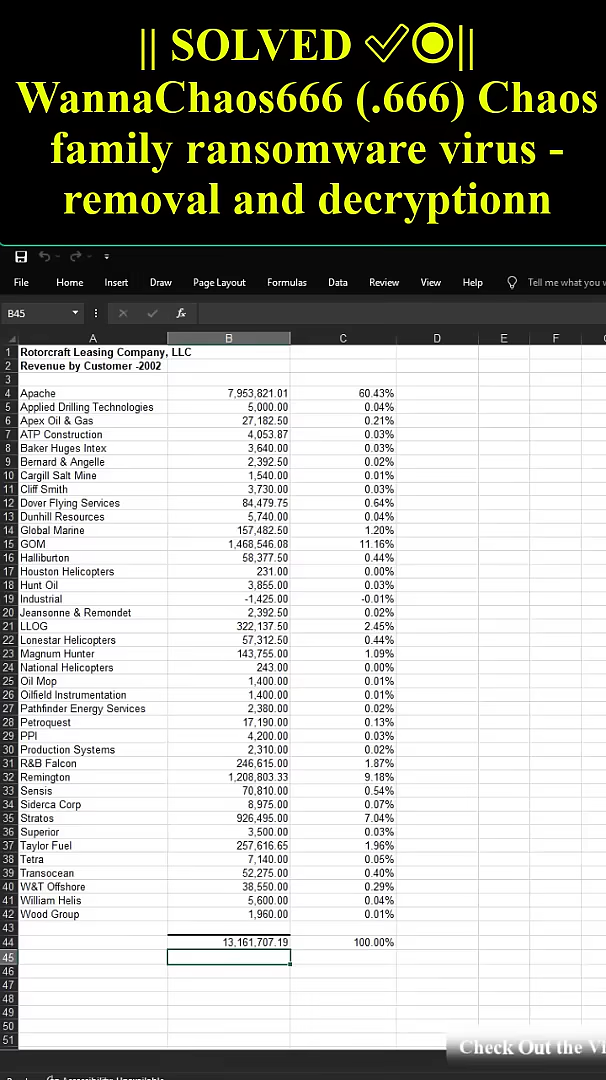 || SOLVED ✓◉||
WannaChaos666 (.666) Chaos
family ransomware virus -
removal and decryptionn
File Home Insert Draw Page Layout Formulas Data Review View Help Tell me what you
B45 fx
A B C D E F
1 Rotorcraft Leasing Company, LLC
2 Revenue by Customer -2002
3
4 Apache 7,953,821.01 60.43%
5 Applied Drilling Technologies 5,000.00 0.04%
6 Apex Oil & Gas 27,182.50 0.21%
7 ATP Construction 4,053.87 0.03%
8 Baker Huges Intex 3,640.00 0.03%
9 Bernard & Angelle 2,392.50 0.02%
10 Cargill Salt Mine 1,540.00 0.01%
11 Cliff Smith 3,730.00 0.03%
12 Dover Flying Services 84,479.75 0.64%
13 Dunhill Resources 5,740.00 0.04%
14 Global Marine 157,482.50 1.20%
15 GOM 1,468,546.08 11.16%
16 Halliburton 58,377.50 0.44%
17 Houston Helicopters 231.00 0.00%
18 Hunt Oil 3,855.00 0.03%
19 Industrial -1,425.00 -0.01%
20 Jeansonne & Remondet 2,392.50 0.02%
21 LLOG 322,137.50 2.45%
22 Lonestar Helicopters 57,312.50 0.44%
23 Magnum Hunter 143,755.00 1.09%
24 National Helicopters 243.00 0.00%
25 Oil Mop 1,400.00 0.01%
26 Oilfield Instrumentation 1,400.00 0.01%
27 Pathfinder Energy Services 2,380.00 0.02%
28 Petroquest 17,190.00 0.13%
29 PPI 4,200.00 0.03%
30 Production Systems 2,310.00 0.02%
31 R&B Falcon 246,615.00 1.87%
32 Remington 1,208,803.33 9.18%
33 Sensis 70,810.00 0.54%
34 Siderca Corp 8,975.00 0.07%
35 Stratos 926,495.00 7.04%
36 Superior 3,500.00 0.03%
37 Taylor Fuel 257,616.65 1.96%
38 Tetra 7,140.00 0.05%
39 Transocean 52,275.00 0.40%
40 W&T Offshore 38,550.00 0.29%
41 William Helis 5,600.00 0.04%
42 Wood Group 1,960.00 0.01%
43
44 13,161,707.19 100.00%
45
46
47
48
49
50
51
Check Out the